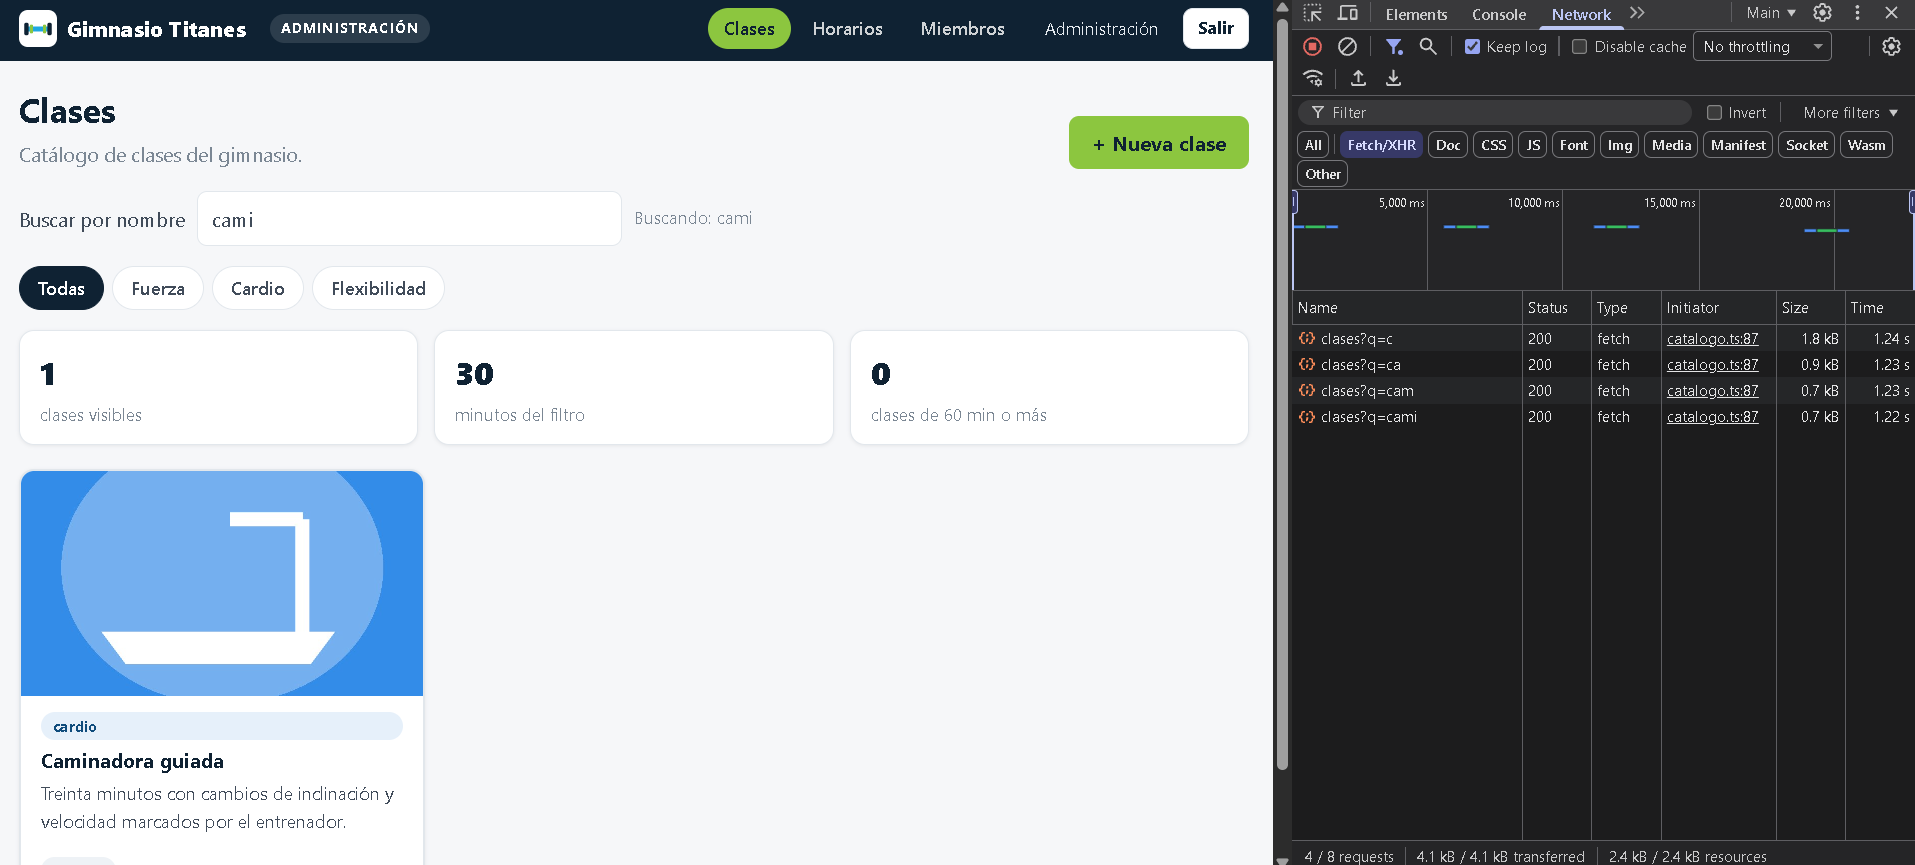 Gimnasio Titanes
ADMINISTRACIÓN
Clases
Horarios
Miembros
Administración
Salir
Clases
Catálogo de clases del gimnasio.
+ Nueva clase
Buscar por nombre
cami
Buscando: cami
Todas
Fuerza
Cardio
Flexibilidad
1
clases visibles
30
minutos del filtro
0
clases de 60 min o más
cardio
Caminadora guiada
Treinta minutos con cambios de inclinación y
velocidad marcados por el entrenador.
Elements
Console
Network
Main
Keep log
Disable cache
No throttling
Filter
Invert
More filters
All
Fetch/XHR
Doc
CSS
JS
Font
Img
Media
Manifest
Socket
Wasm
Other
5,000 ms
10,000 ms
15,000 ms
20,000 ms
Name Status Type Initiator Size Time
clases?q=c 200 fetch catalogo.ts:87 1.8 kB 1.24 s
clases?q=ca 200 fetch catalogo.ts:87 0.9 kB 1.23 s
clases?q=cam 200 fetch catalogo.ts:87 0.7 kB 1.23 s
clases?q=cami 200 fetch catalogo.ts:87 0.7 kB 1.22 s
4 / 8 requests
4.1 kB / 4.1 kB transferred
2.4 kB / 2.4 kB resources